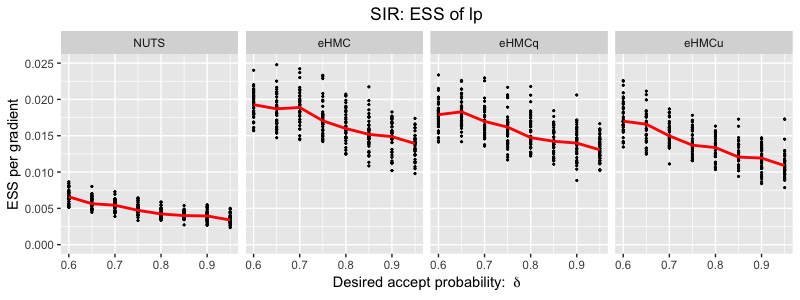 SIR: ESS of lp
NUTS eHMC eHMCq eHMCu
ESS per gradient
0.025
0.020
0.015
0.010
0.005
0.000
0.6 0.7 0.8 0.9 0.6 0.7 0.8 0.9 0.6 0.7 0.8 0.9 0.6 0.7 0.8 0.9
Desired accept probability: δ